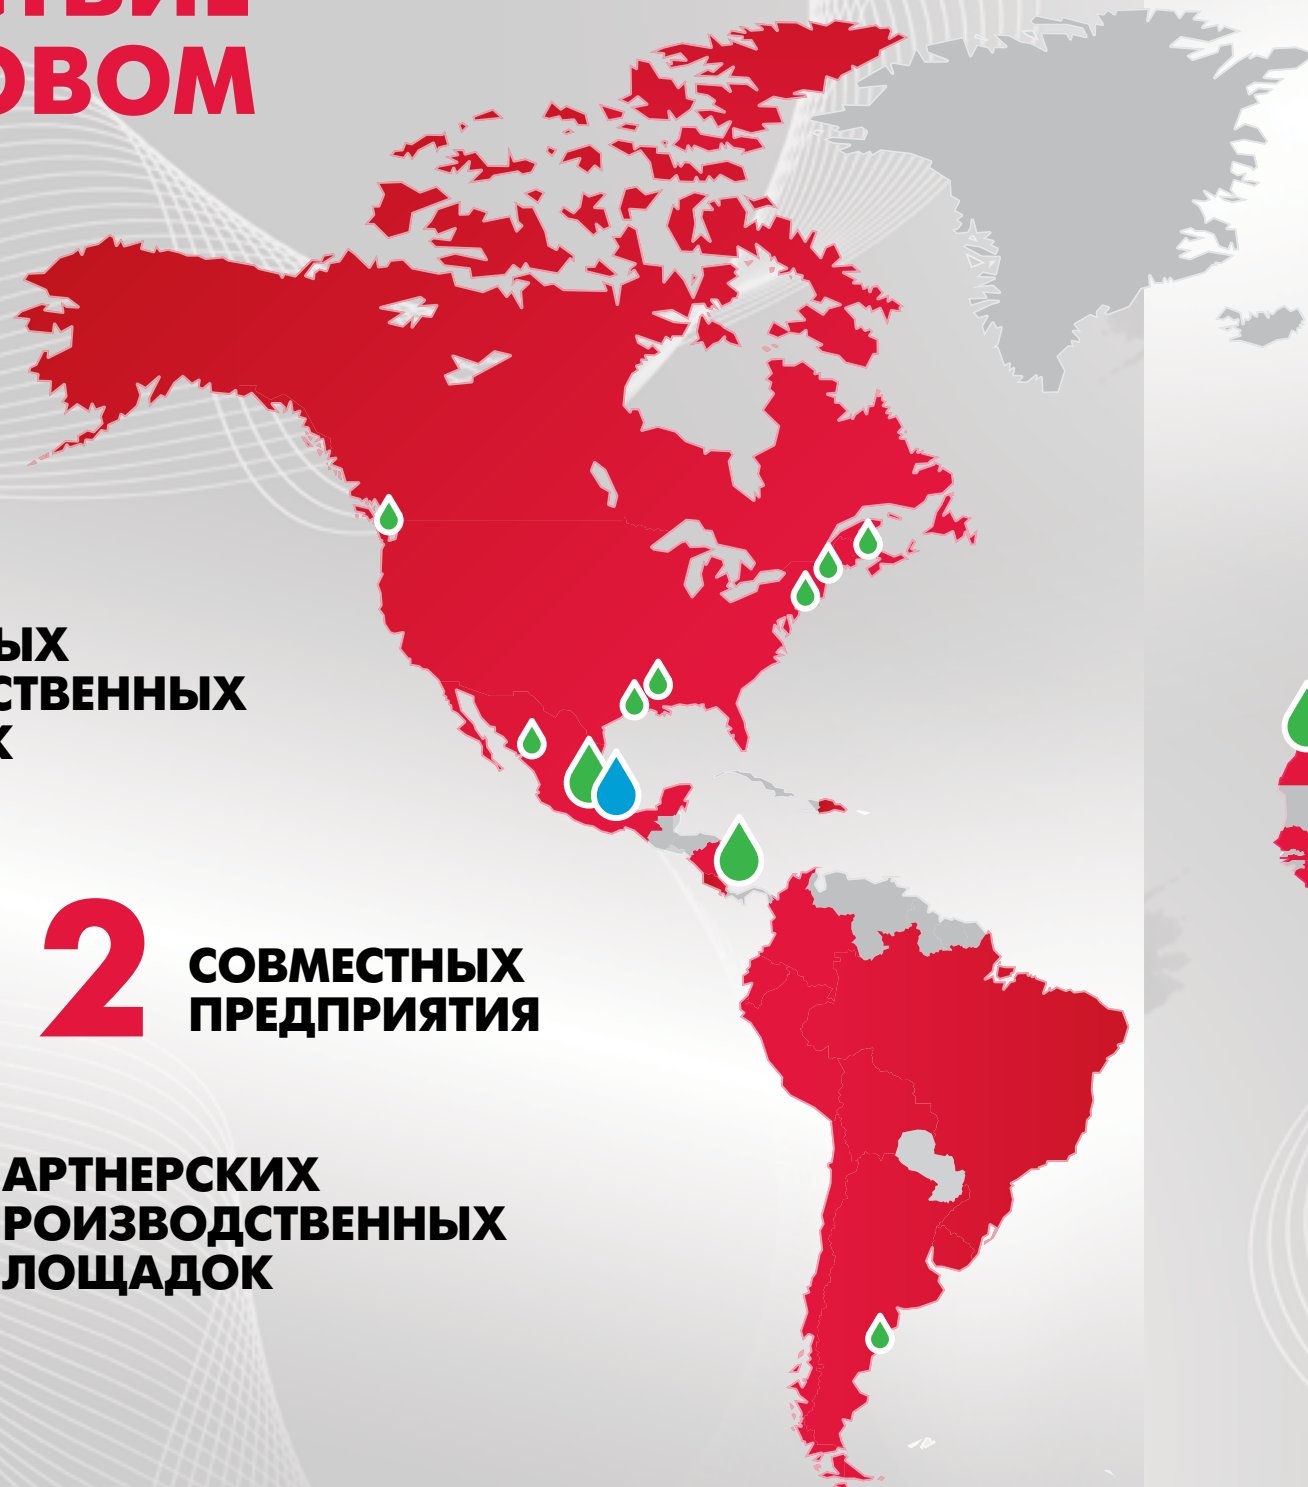 ОВОМ
ЫХ
СТВЕННЫХ
К
2
СОВМЕСТНЫХ
ПРЕДПРИЯТИЯ
АРТНЕРСКИХ
РОИЗВОДСТВЕННЫХ
ЛОЩАДОК